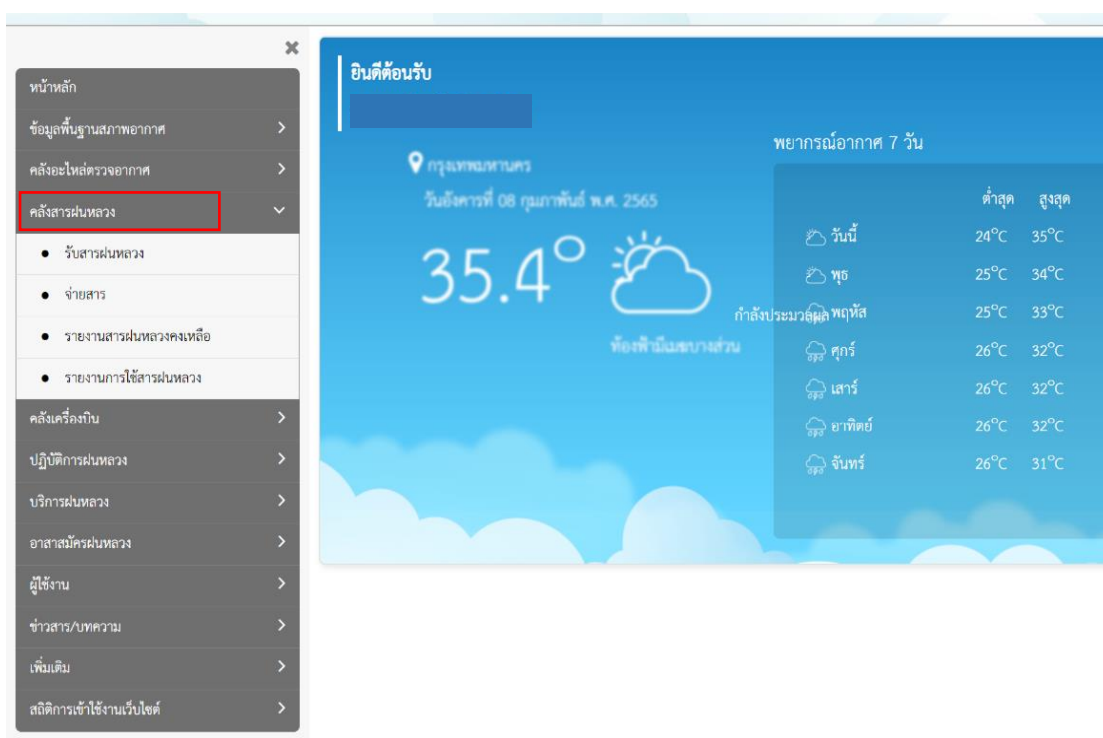 หน้าหลัก
ข้อมูลพื้นฐานสภาพอากาศ
คลังอะไหล่ตรวจอากาศ
คลังสารฝนหลวง
รับสารฝนหลวง
จ่ายสาร
รายงานสารฝนหลวงคงเหลือ
รายงานการใช้สารฝนหลวง
คลังเครื่องบิน
ปฏิบัติการฝนหลวง
บริการฝนหลวง
อาสาสมัครฝนหลวง
ผู้ใช้งาน
ข่าวสาร/บทความ
เพิ่มเติม
สถิติการเข้าใช้งานเว็บไซต์
ยินดีต้อนรับ
กรุงเทพมหานคร
วันอังคารที่ 08 กุมภาพันธ์ พ.ศ. 2565
35.4°
ท้องฟ้ามีเมฆบางส่วน
กำลังประมวลผล
พยากรณ์อากาศ 7 วัน
ต่ำสุด สูงสุด
วันนี้ 24°C 35°C
พุธ 25°C 34°C
พฤหัส 25°C 33°C
ศุกร์ 26°C 32°C
เสาร์ 26°C 32°C
อาทิตย์ 26°C 32°C
จันทร์ 26°C 31°C